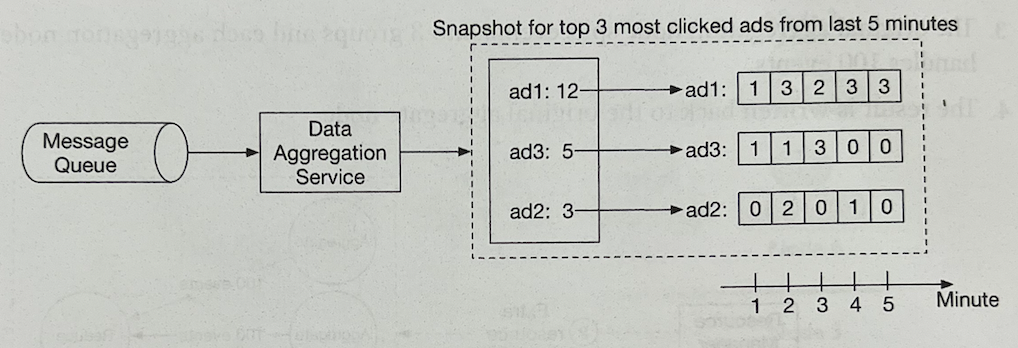 Snapshot for top 3 most clicked ads from last 5 minutes
Message
Queue
Data
Aggregation
Service
ad1: 12
ad1: 1 3 2 3 3
ad3: 5
ad3: 1 1 3 0 0
ad2: 3
ad2: 0 2 0 1 0
1 2 3 4 5 Minute